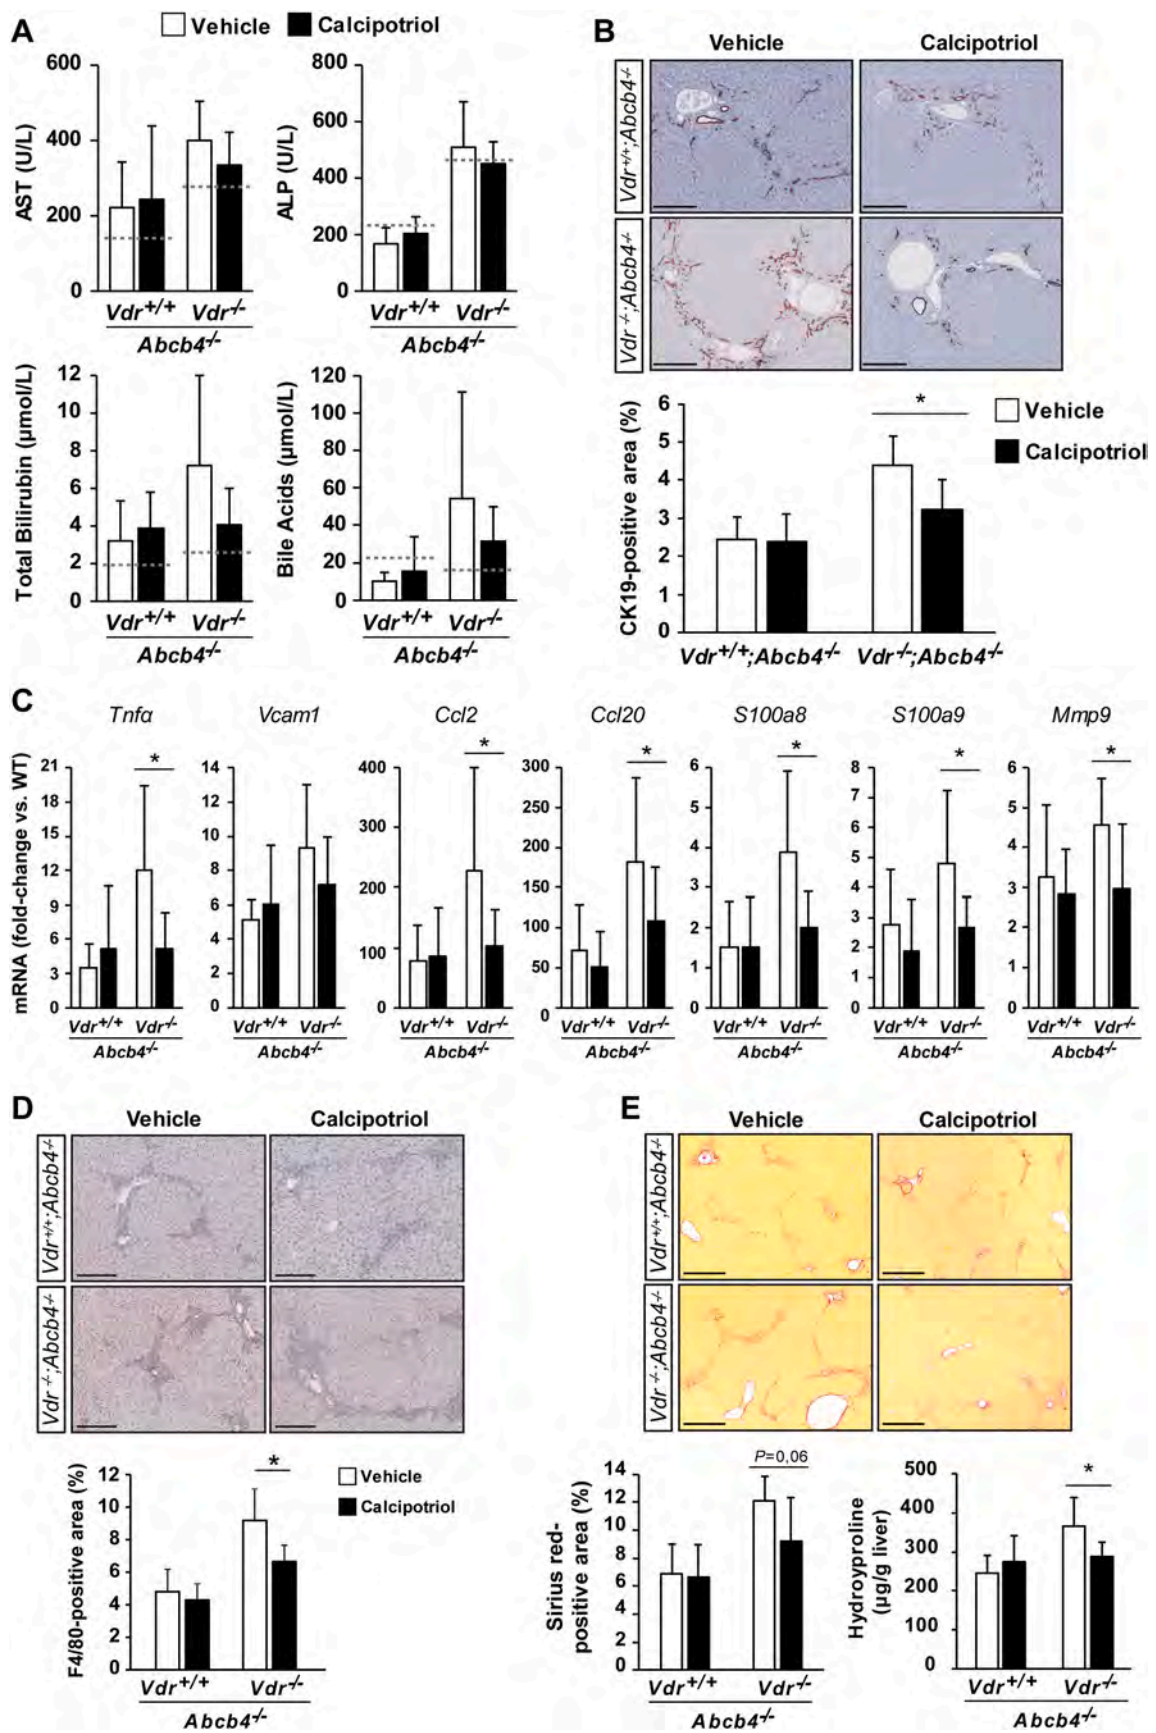 A
Vehicle Calcipotriol
AST (U/L)
600
400
200
0
Vdr+/+ Vdr-/-
Abcb4-/-
ALP (U/L)
800
600
400
200
0
Vdr+/+ Vdr-/-
Abcb4-/-
Total Bilirubin (µmol/L)
12
10
8
6
4
2
0
Vdr+/+ Vdr-/-
Abcb4-/-
Bile Acids (µmol/L)
120
100
80
60
40
20
0
Vdr+/+ Vdr-/-
Abcb4-/-
B
Vehicle Calcipotriol
Vdr+/+;Abcb4-/-
Vdr-/-;Abcb4-/-
CK19-positive area (%)
6
5
4
3
2
1
0
*
Vehicle
Calcipotriol
Vdr+/+;Abcb4-/- Vdr-/-;Abcb4-/-
C
mRNA (fold-change vs. WT)
Tnfα
21
18
15
12
9
6
3
0
*
Vdr+/+ Vdr-/-
Abcb4-/-
Vcam1
14
12
10
8
6
4
2
0
Vdr+/+ Vdr-/-
Abcb4-/-
Ccl2
400
300
200
100
0
*
Vdr+/+ Vdr-/-
Abcb4-/-
Ccl20
300
250
200
150
100
50
0
*
Vdr+/+ Vdr-/-
Abcb4-/-
S100a8
6
5
4
3
2
1
0
*
Vdr+/+ Vdr-/-
Abcb4-/-
S100a9
8
7
6
5
4
3
2
1
0
*
Vdr+/+ Vdr-/-
Abcb4-/-
Mmp9
6
5
4
3
2
1
0
*
Vdr+/+ Vdr-/-
Abcb4-/-
D
Vehicle Calcipotriol
Vdr+/+;Abcb4-/-
Vdr-/-;Abcb4-/-
F4/80-positive area (%)
12
10
8
6
4
2
0
*
Vehicle
Calcipotriol
Vdr+/+ Vdr-/-
Abcb4-/-
E
Vehicle Calcipotriol
Vdr+/+;Abcb4-/-
Vdr-/-;Abcb4-/-
Sirius red-
positive area (%)
14
12
10
8
6
4
2
0
P=0,06
Vdr+/+ Vdr-/-
Abcb4-/-
Hydroyproline
(µg/g liver)
500
400
300
200
100
0
*
Vdr+/+ Vdr-/-
Abcb4-/-